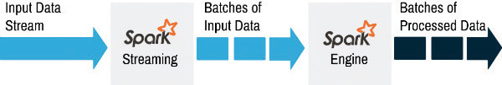 Input Data
Stream
Spark
Streaming
Batches of
Input Data
Spark
Engine
Batches of
Processed Data